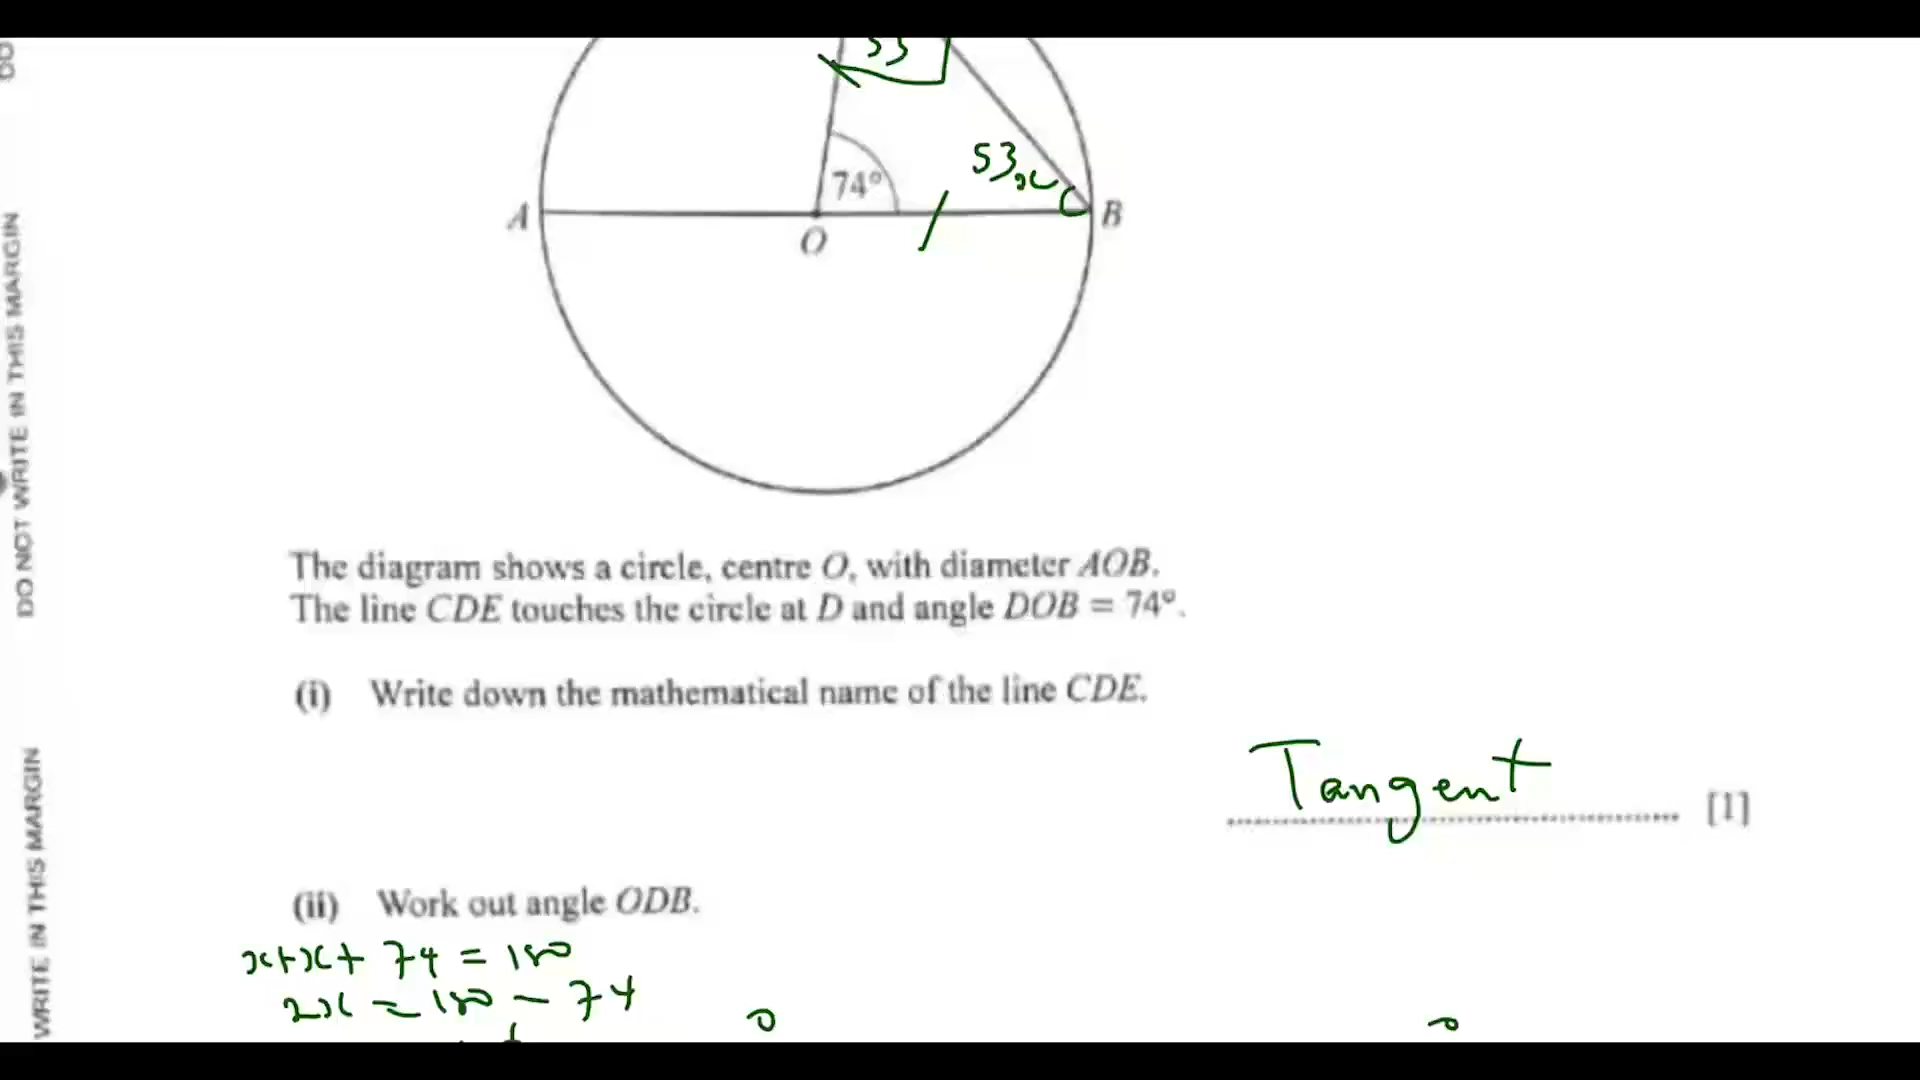 53
53 x
74°
A
O
B
DO NOT WRITE IN THIS MARGIN
The diagram shows a circle, centre O, with diameter AOB.
The line CDE touches the circle at D and angle DOB = 74°.
(i) Write down the mathematical name of the line CDE.
Tangent
[1]
(ii) Work out angle ODB.
x+x+ 74 = 180
2x = 180 - 74
WRITE IN THIS MARGIN